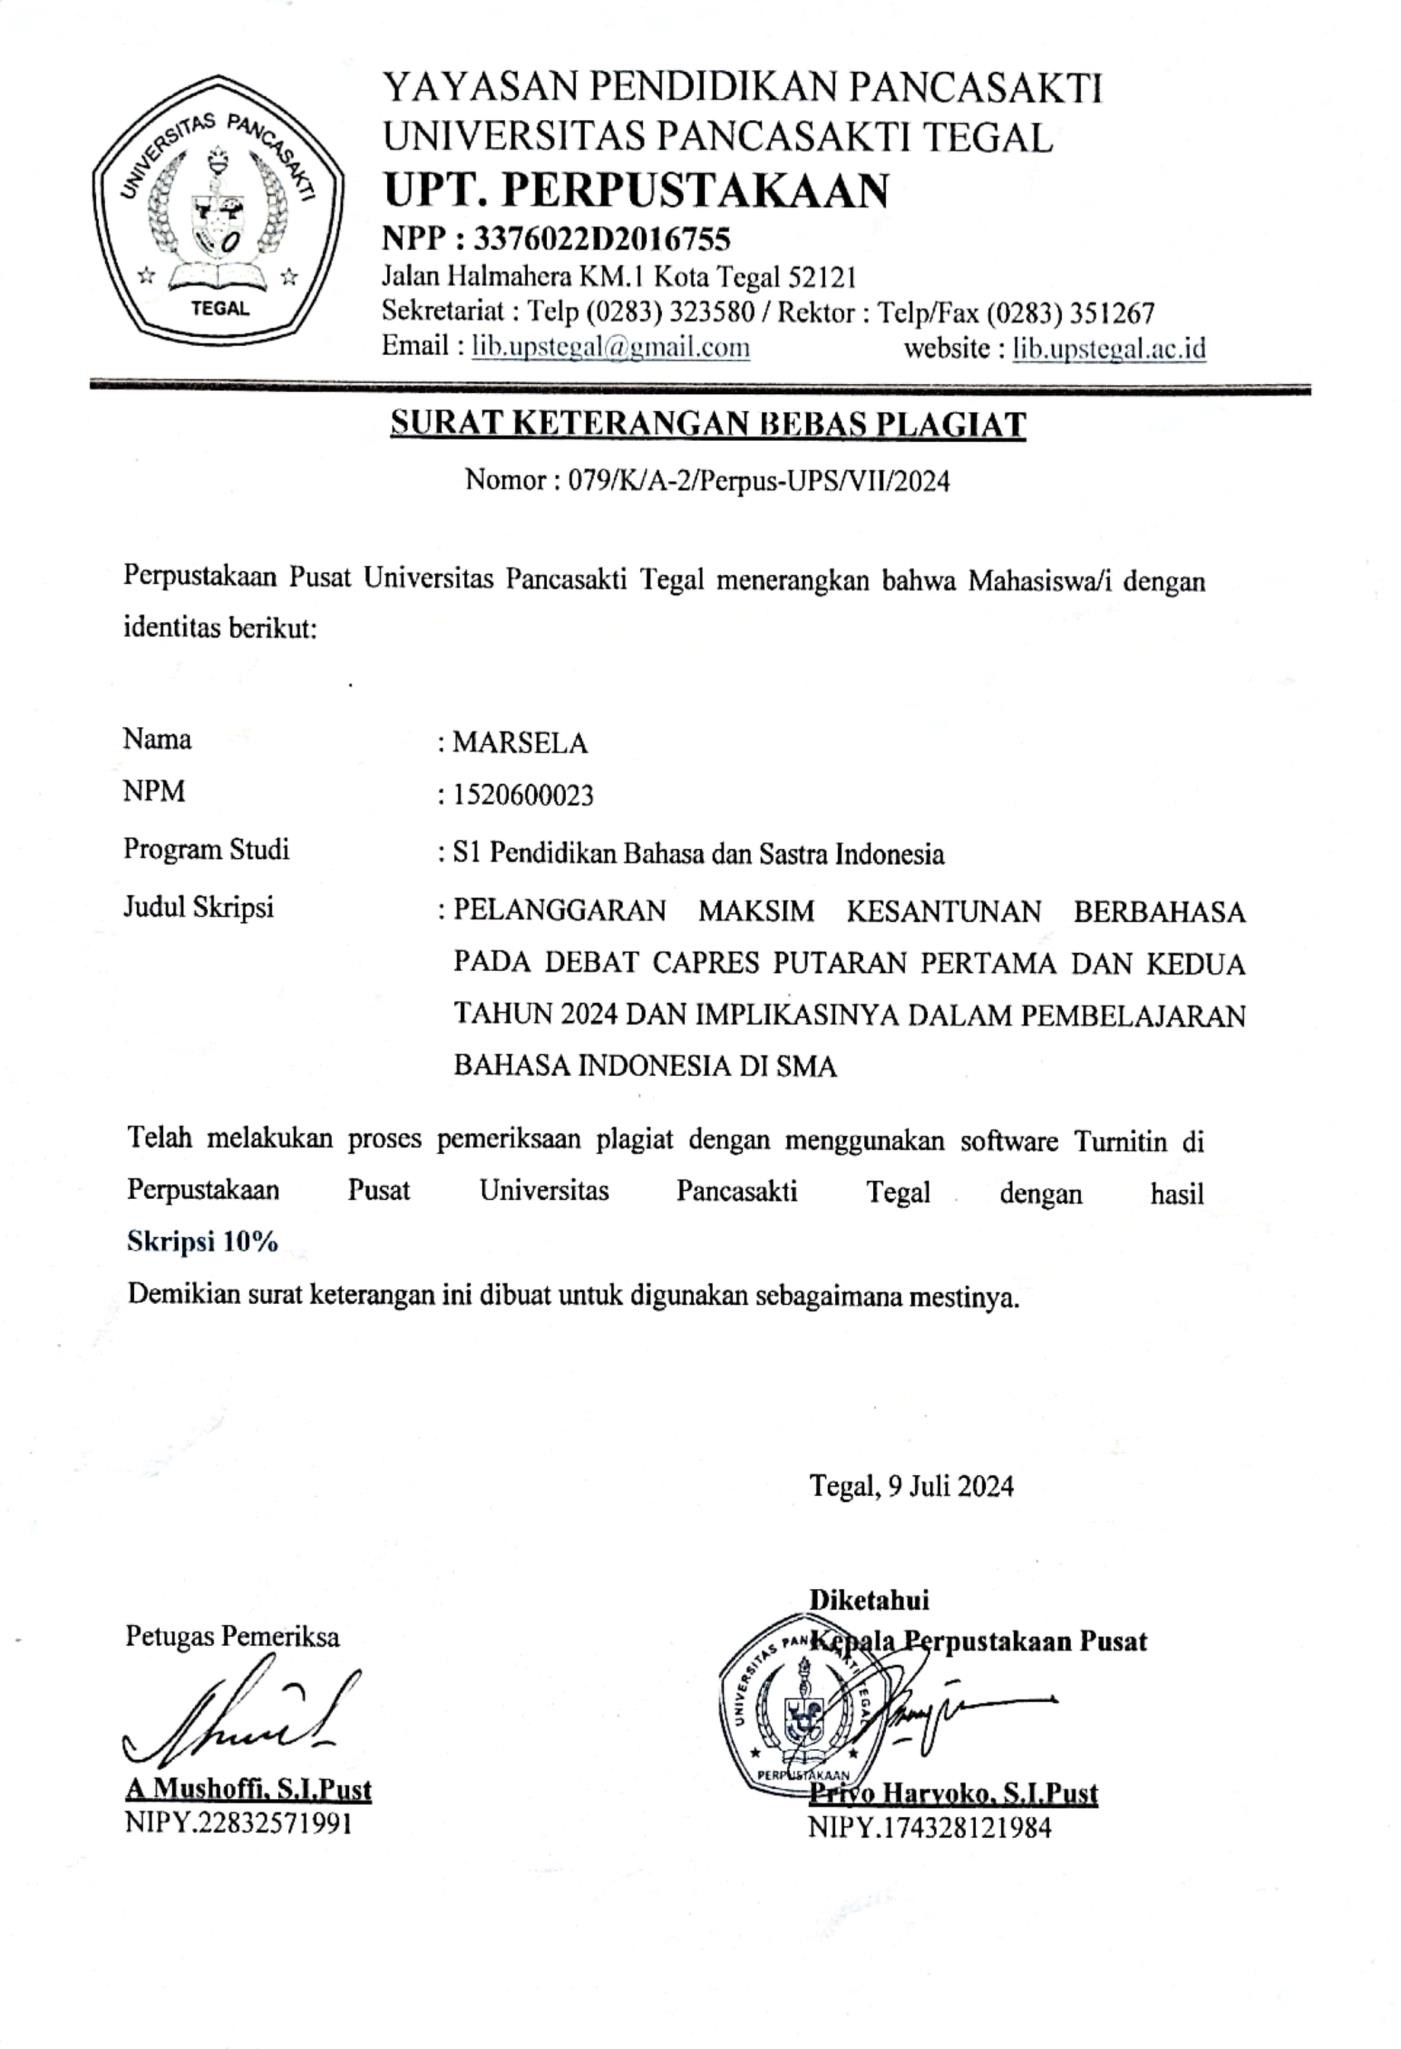 UNIVERSITAS PANCASAKTI
TEGAL
YAYASAN PENDIDIKAN PANCASAKTI
UNIVERSITAS PANCASAKTI TEGAL
UPT. PERPUSTAKAAN
NPP : 3376022D2016755
Jalan Halmahera KM.1 Kota Tegal 52121
Sekretariat : Telp (0283) 323580 / Rektor : Telp/Fax (0283) 351267
Email : lib.upstegal@gmail.com website : lib.upstegal.ac.id
SURAT KETERANGAN BEBAS PLAGIAT
Nomor : 079/K/A-2/Perpus-UPS/VII/2024
Perpustakaan Pusat Universitas Pancasakti Tegal menerangkan bahwa Mahasiswa/i dengan
identitas berikut:
Nama : MARSELA
NPM : 1520600023
Program Studi : S1 Pendidikan Bahasa dan Sastra Indonesia
Judul Skripsi : PELANGGARAN MAKSIM KESANTUNAN BERBAHASA
PADA DEBAT CAPRES PUTARAN PERTAMA DAN KEDUA
TAHUN 2024 DAN IMPLIKASINYA DALAM PEMBELAJARAN
BAHASA INDONESIA DI SMA
Telah melakukan proses pemeriksaan plagiat dengan menggunakan software Turnitin di
Perpustakaan Pusat Universitas Pancasakti Tegal dengan hasil
Skripsi 10%
Demikian surat keterangan ini dibuat untuk digunakan sebagaimana mestinya.
Tegal, 9 Juli 2024
Diketahui
Petugas Pemeriksa
Kepala Perpustakaan Pusat
UNIVERSITAS PANCASAKTI TEGAL
PERPUSTAKAAN
A Mushoffi, S.I.Pust
NIPY.22832571991
Priyo Haryoko, S.I.Pust
NIPY.174328121984